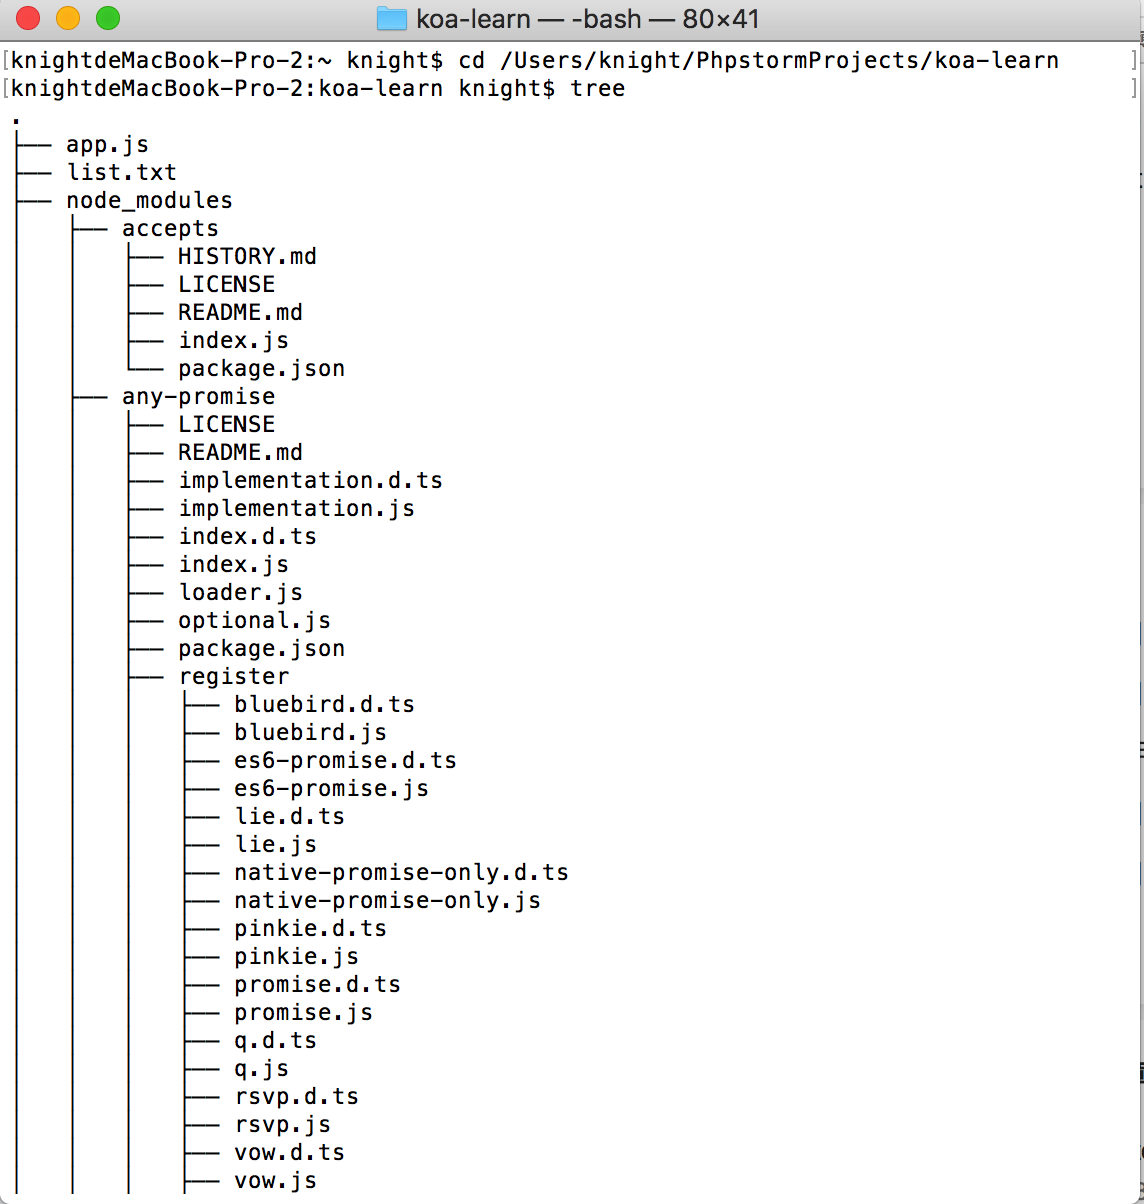 koa-learn — -bash — 80×41
[knightdeMacBook-Pro-2:~ knight$ cd /Users/knight/PhpstormProjects/koa-learn ]
[knightdeMacBook-Pro-2:koa-learn knight$ tree ]
.
├── app.js
├── list.txt
├── node_modules
│   ├── accepts
│   │   ├── HISTORY.md
│   │   ├── LICENSE
│   │   ├── README.md
│   │   ├── index.js
│   │   └── package.json
│   ├── any-promise
│   │   ├── LICENSE
│   │   ├── README.md
│   │   ├── implementation.d.ts
│   │   ├── implementation.js
│   │   ├── index.d.ts
│   │   ├── index.js
│   │   ├── loader.js
│   │   ├── optional.js
│   │   ├── package.json
│   │   ├── register
│   │   │   ├── bluebird.d.ts
│   │   │   ├── bluebird.js
│   │   │   ├── es6-promise.d.ts
│   │   │   ├── es6-promise.js
│   │   │   ├── lie.d.ts
│   │   │   ├── lie.js
│   │   │   ├── native-promise-only.d.ts
│   │   │   ├── native-promise-only.js
│   │   │   ├── pinkie.d.ts
│   │   │   ├── pinkie.js
│   │   │   ├── promise.d.ts
│   │   │   ├── promise.js
│   │   │   ├── q.d.ts
│   │   │   ├── q.js
│   │   │   ├── rsvp.d.ts
│   │   │   ├── rsvp.js
│   │   │   ├── vow.d.ts
│   │   │   ├── vow.js